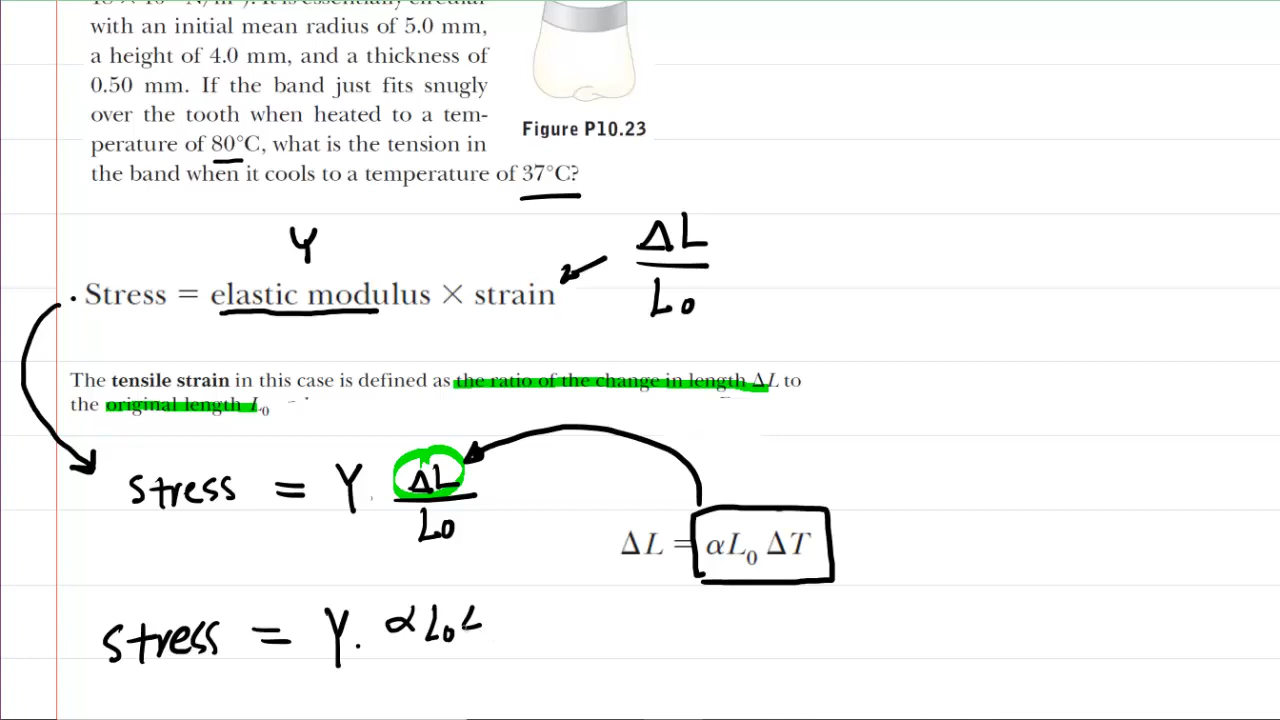 with an initial mean radius of 5.0 mm,
a height of 4.0 mm, and a thickness of
0.50 mm. If the band just fits snugly
over the tooth when heated to a tem-
perature of 80°C, what is the tension in
the band when it cools to a temperature of 37°C?
Figure P10.23
Y
ΔL
L0
. Stress = elastic modulus × strain
The tensile strain in this case is defined as the ratio of the change in length ΔL to
the original length L₀
stress = Y. ΔL
L0
ΔL = αL₀ ΔT
stress = Y. αL0